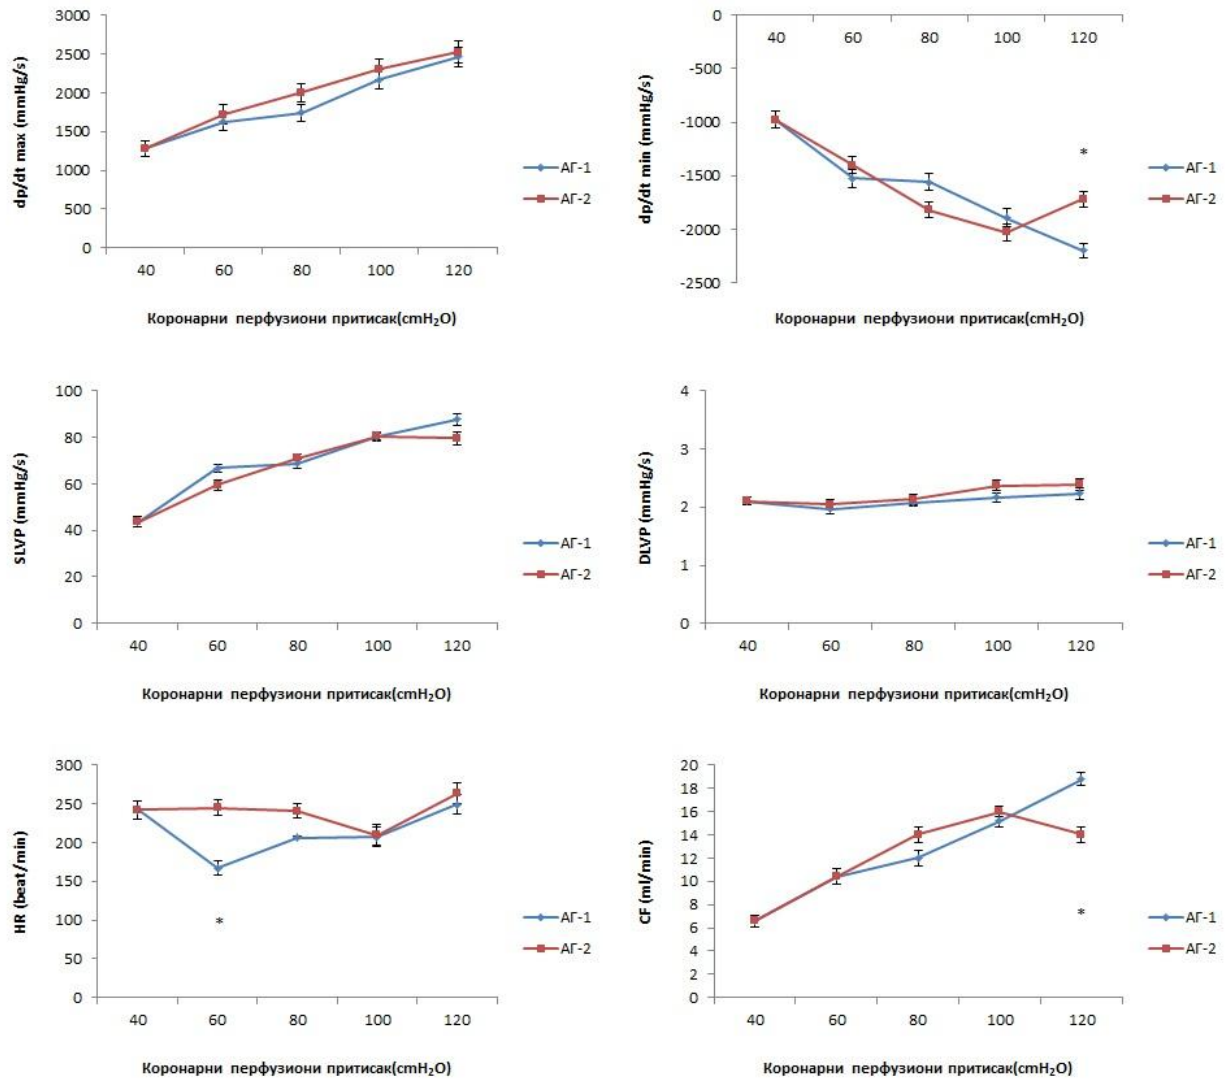 dp/dt max (mmHg/s)
3000
2500
2000
1500
1000
500
0
40 60 80 100 120
Коронарни перфузиони притисак(cmH₂O)
АГ-1
АГ-2
dp/dt min (mmHg/s)
0
-500
-1000
-1500
-2000
-2500
40 60 80 100 120
*
Коронарни перфузиони притисак(cmH₂O)
АГ-1
АГ-2
SLVP (mmHg/s)
100
80
60
40
20
0
40 60 80 100 120
Коронарни перфузиони притисак(cmH₂O)
АГ-1
АГ-2
DLVP (mmHg/s)
4
3
2
1
0
40 60 80 100 120
Коронарни перфузиони притисак(cmH₂O)
АГ-1
АГ-2
HR (beat/min)
300
250
200
150
100
50
0
*
40 60 80 100 120
Коронарни перфузиони притисак(cmH₂O)
АГ-1
АГ-2
CF (ml/min)
20
18
16
14
12
10
8
6
4
2
0
*
40 60 80 100 120
Коронарни перфузиони притисак(cmH₂O)
АГ-1
АГ-2